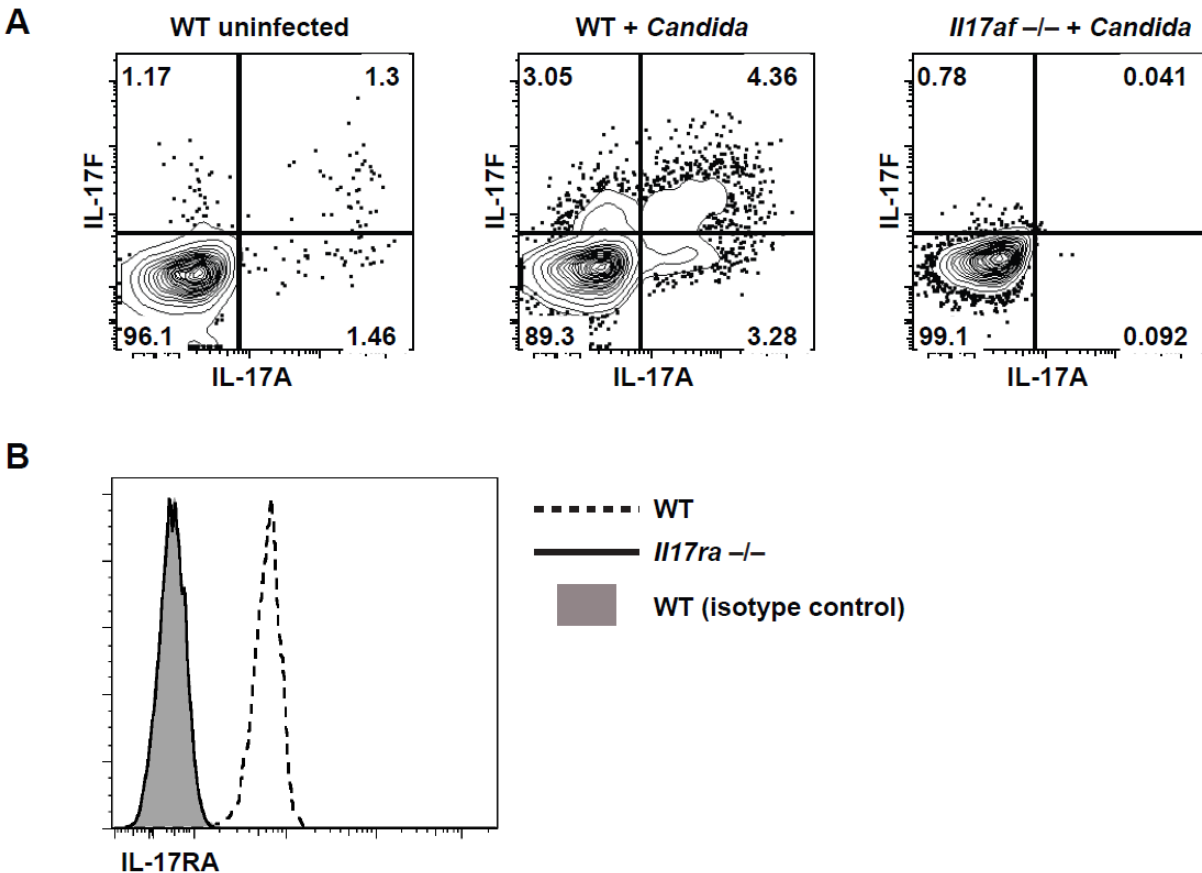 A
WT uninfected
WT + Candida
Il17af –/– + Candida
1.17 1.3
96.1 1.46
IL-17F
IL-17A
3.05 4.36
89.3 3.28
IL-17F
IL-17A
0.78 0.041
99.1 0.092
IL-17F
IL-17A
B
IL-17RA
WT
Il17ra –/–
WT (isotype control)